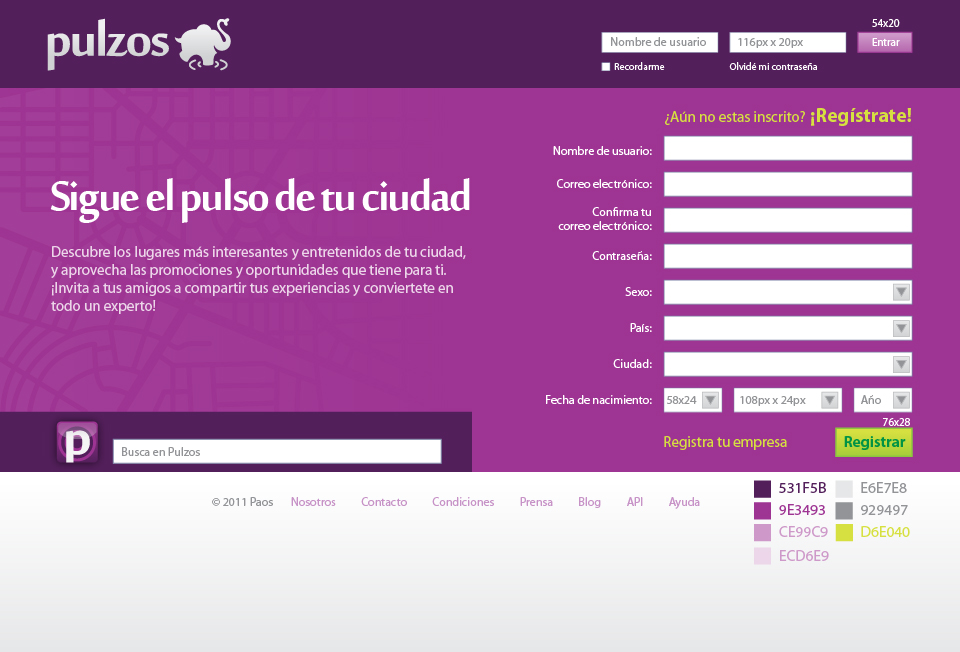 pulzos
54x20
Nombre de usuario
116px x 20px
Entrar
Recordarme
Olvidé mi contraseña
¿Aún no estas inscrito? ¡Regístrate!
Nombre de usuario:
Correo electrónico:
Confirma tu
correo electrónico:
Contraseña:
Sexo:
País:
Ciudad:
Fecha de nacimiento:
58x24
108px x 24px
Año
76x28
Registra tu empresa
Registrar
Sigue el pulso de tu ciudad
Descubre los lugares más interesantes y entretenidos de tu ciudad,
y aprovecha las promociones y oportunidades que tiene para ti.
¡Invita a tus amigos a compartir tus experiencias y conviertete en
todo un experto!
p
Busca en Pulzos
© 2011 Paos
Nosotros
Contacto
Condiciones
Prensa
Blog
API
Ayuda
531F5B
E6E7E8
9E3493
929497
CE99C9
D6E040
ECD6E9